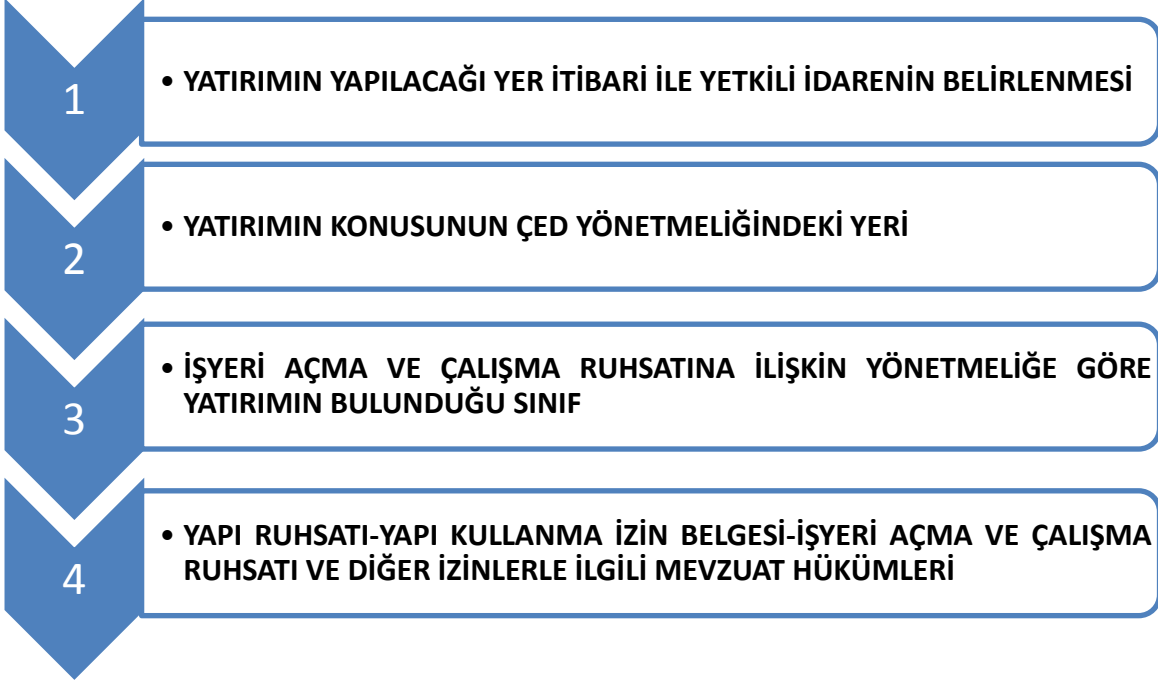 1
• YATIRIMIN YAPILACAĞI YER İTİBARİ İLE YETKİLİ İDARENİN BELİRLENMESİ
2
• YATIRIMIN KONUSUNUN ÇED YÖNETMELİĞİNDEKİ YERİ
3
• İŞYERİ AÇMA VE ÇALIŞMA RUHSATINA İLİŞKİN YÖNETMELİĞE GÖRE
YATIRIMIN BULUNDUĞU SINIF
4
• YAPI RUHSATI-YAPI KULLANMA İZİN BELGESİ-İŞYERİ AÇMA VE ÇALIŞMA
RUHSATI VE DİĞER İZİNLERLE İLGİLİ MEVZUAT HÜKÜMLERİ